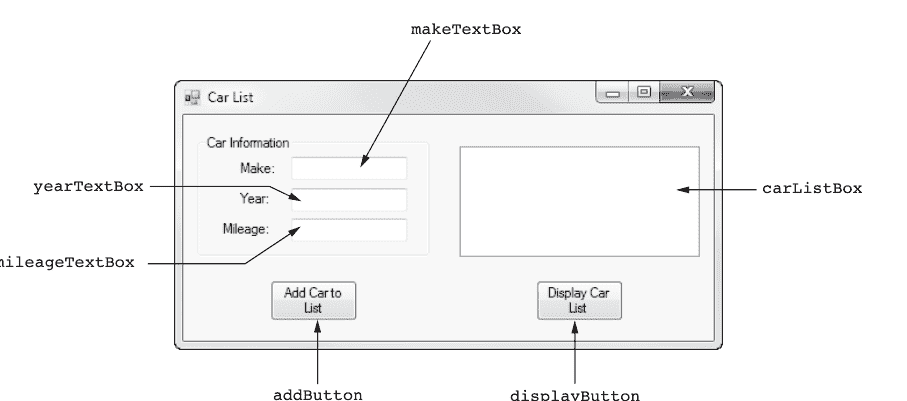 makeTextBox
Car List
Car Information
Make:
yearTextBox
Year:
carListBox
Mileage:
mileageTextBox
Add Car to
List
Display Car
List
addButton
displayButton